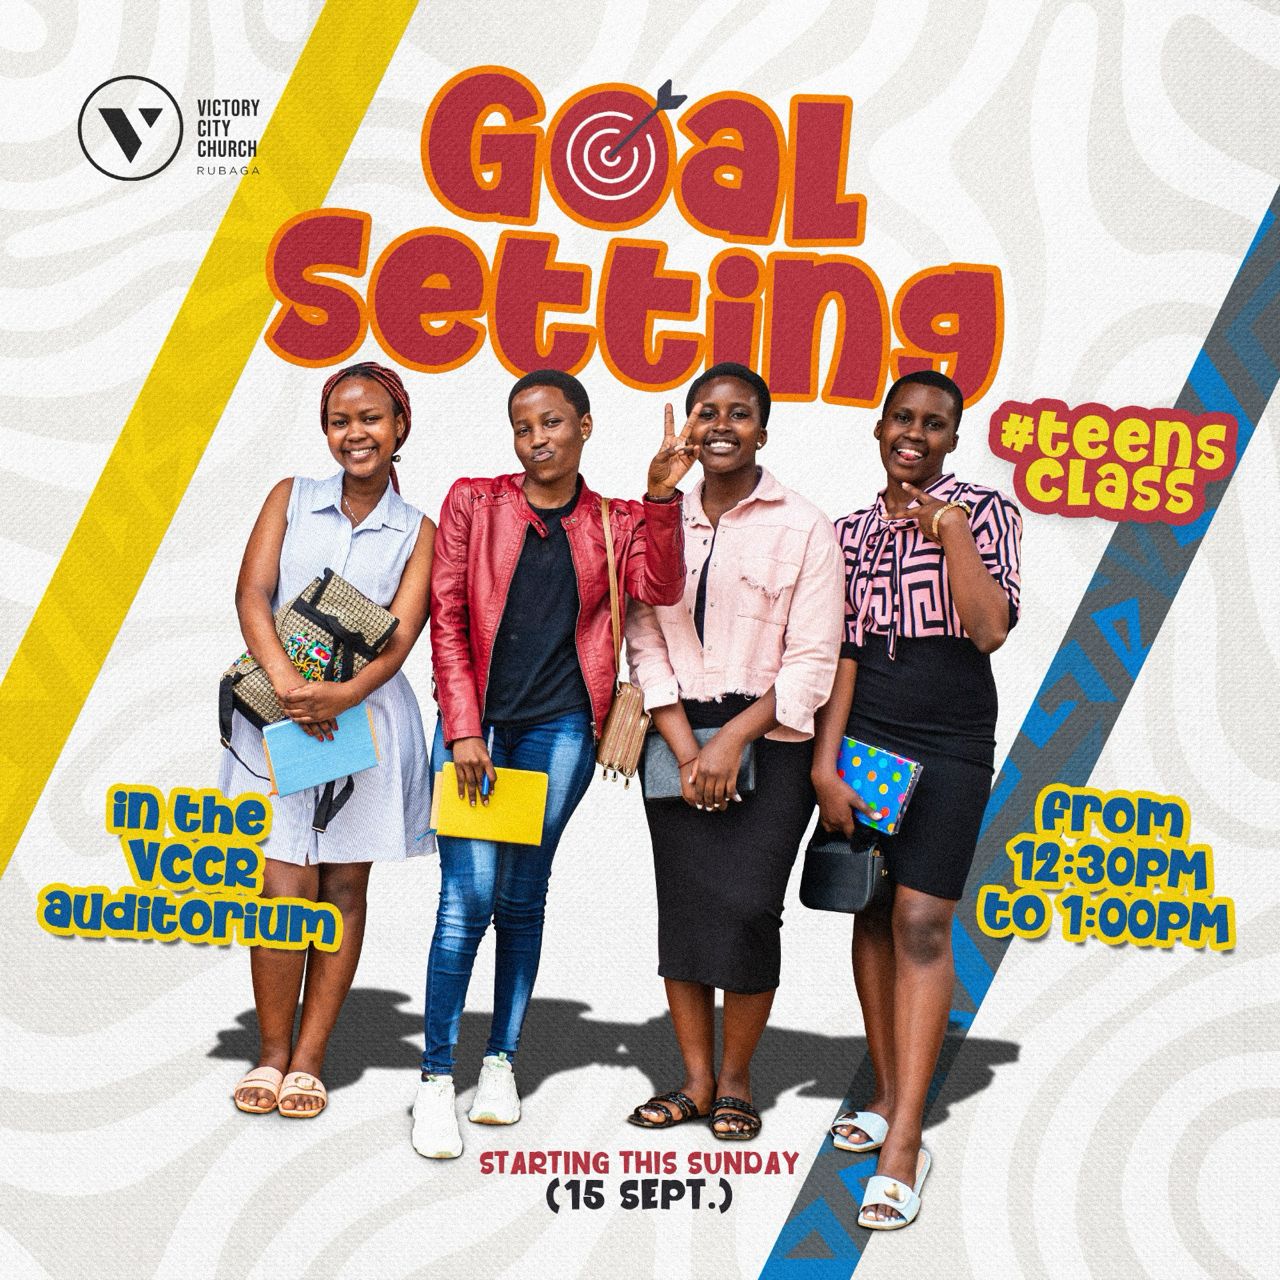 VICTORY
CITY
CHURCH
RUBAGA
Goal
Setting
#teens
class
in the
VCCR
auditorium
from
12:30PM
to 1:00PM
STARTING THIS SUNDAY
(15 SEPT.)